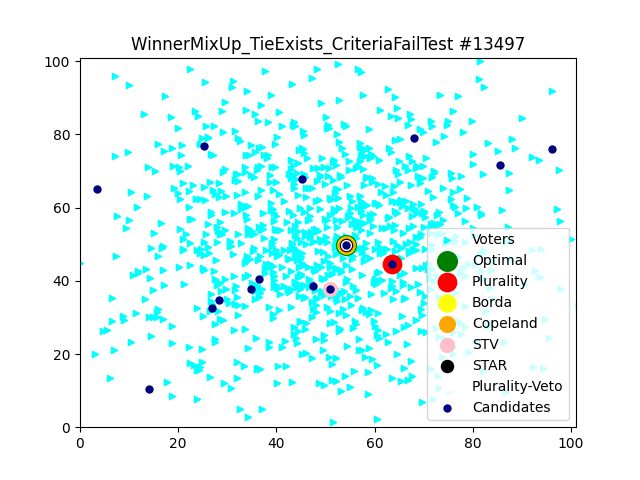 WinnerMixUp_TieExists_CriteriaFailTest #13497
100
80
60
40
20
0
0 20 40 60 80 100
Voters
Optimal
Plurality
Borda
Copeland
STV
STAR
Plurality-Veto
Candidates